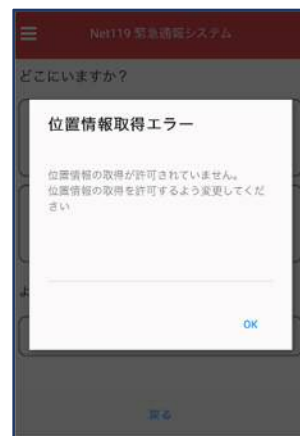 Net119 緊急通報システム
どこにいますか？
位置情報取得エラー
位置情報の取得が許可されていません。
位置情報の取得を許可するよう変更してくだ
さい
よ
OK
戻る